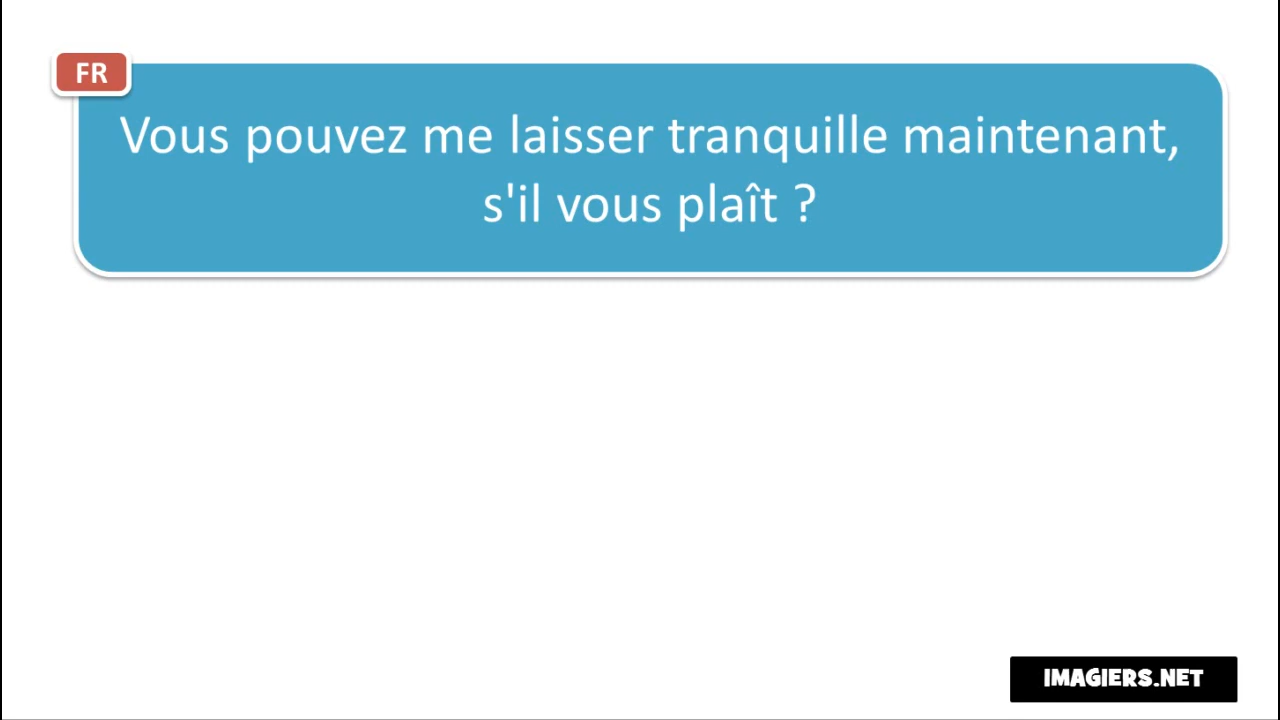 FR
Vous pouvez me laisser tranquille maintenant,
s'il vous plaît ?
IMAGIERS.NET